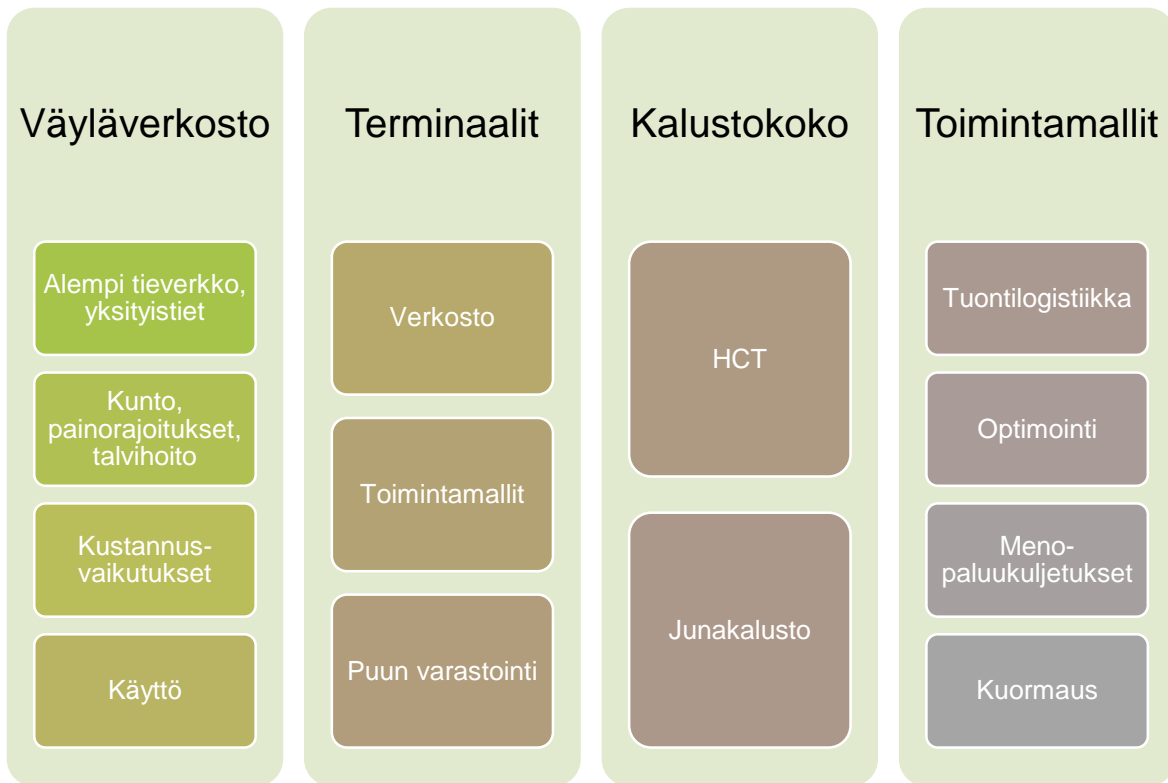 Väyläverkosto
Alempi tieverkko,
yksityistiet
Kunto,
painorajoitukset,
talvihoito
Kustannus-
vaikutukset
Käyttö
Terminaalit
Verkosto
Toimintamallit
Puun varastointi
Kalustokoko
HCT
Junakalusto
Toimintamallit
Tuontilogistiikka
Optimointi
Meno-
paluukuljetukset
Kuormaus